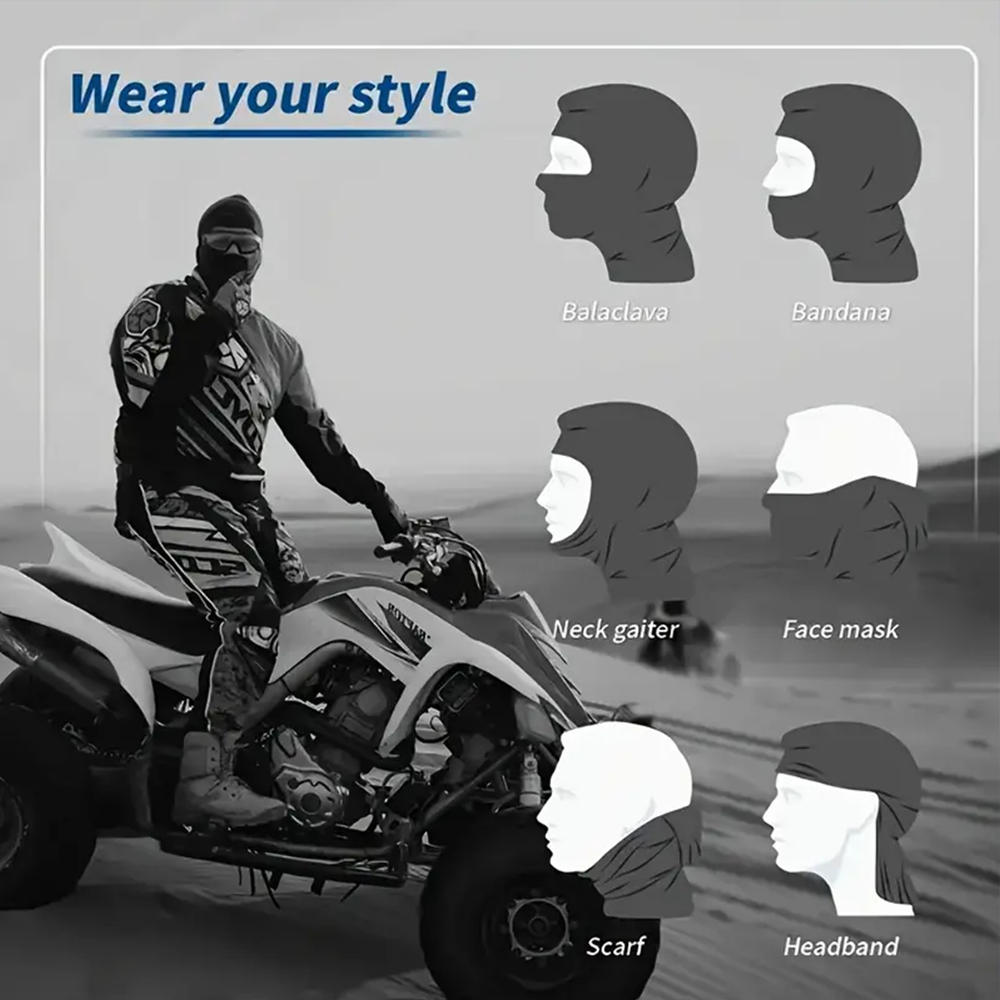 Wear your style
Balaclava
Bandana
Neck gaiter
Face mask
Scarf
Headband